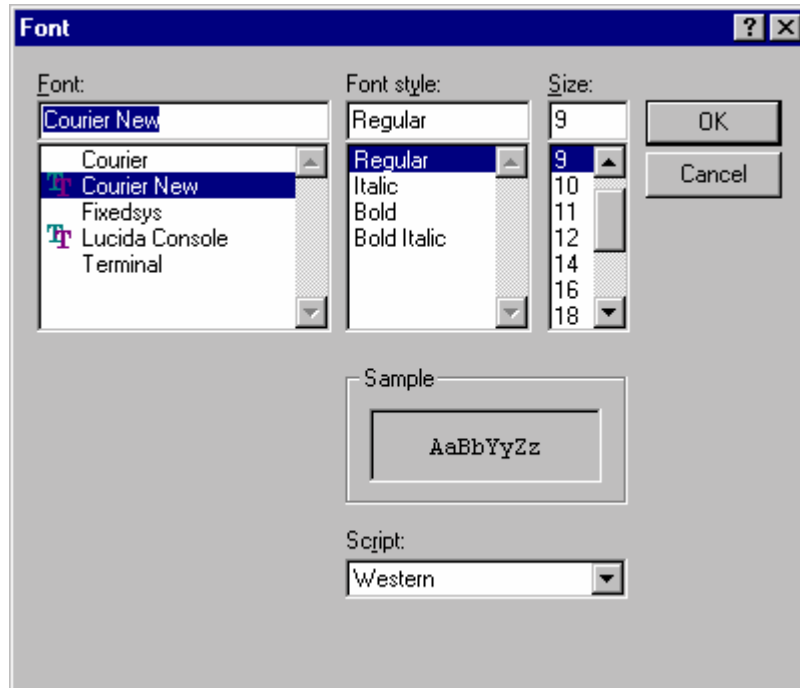 Font
Font: Font style: Size:
Courier New Regular 9 OK
Courier Regular 9 Cancel
Courier New Italic 10
Fixedsys Bold 11
Lucida Console Bold Italic 12
Terminal 14
16
18
Sample
AaBbYyZz
Script:
Western